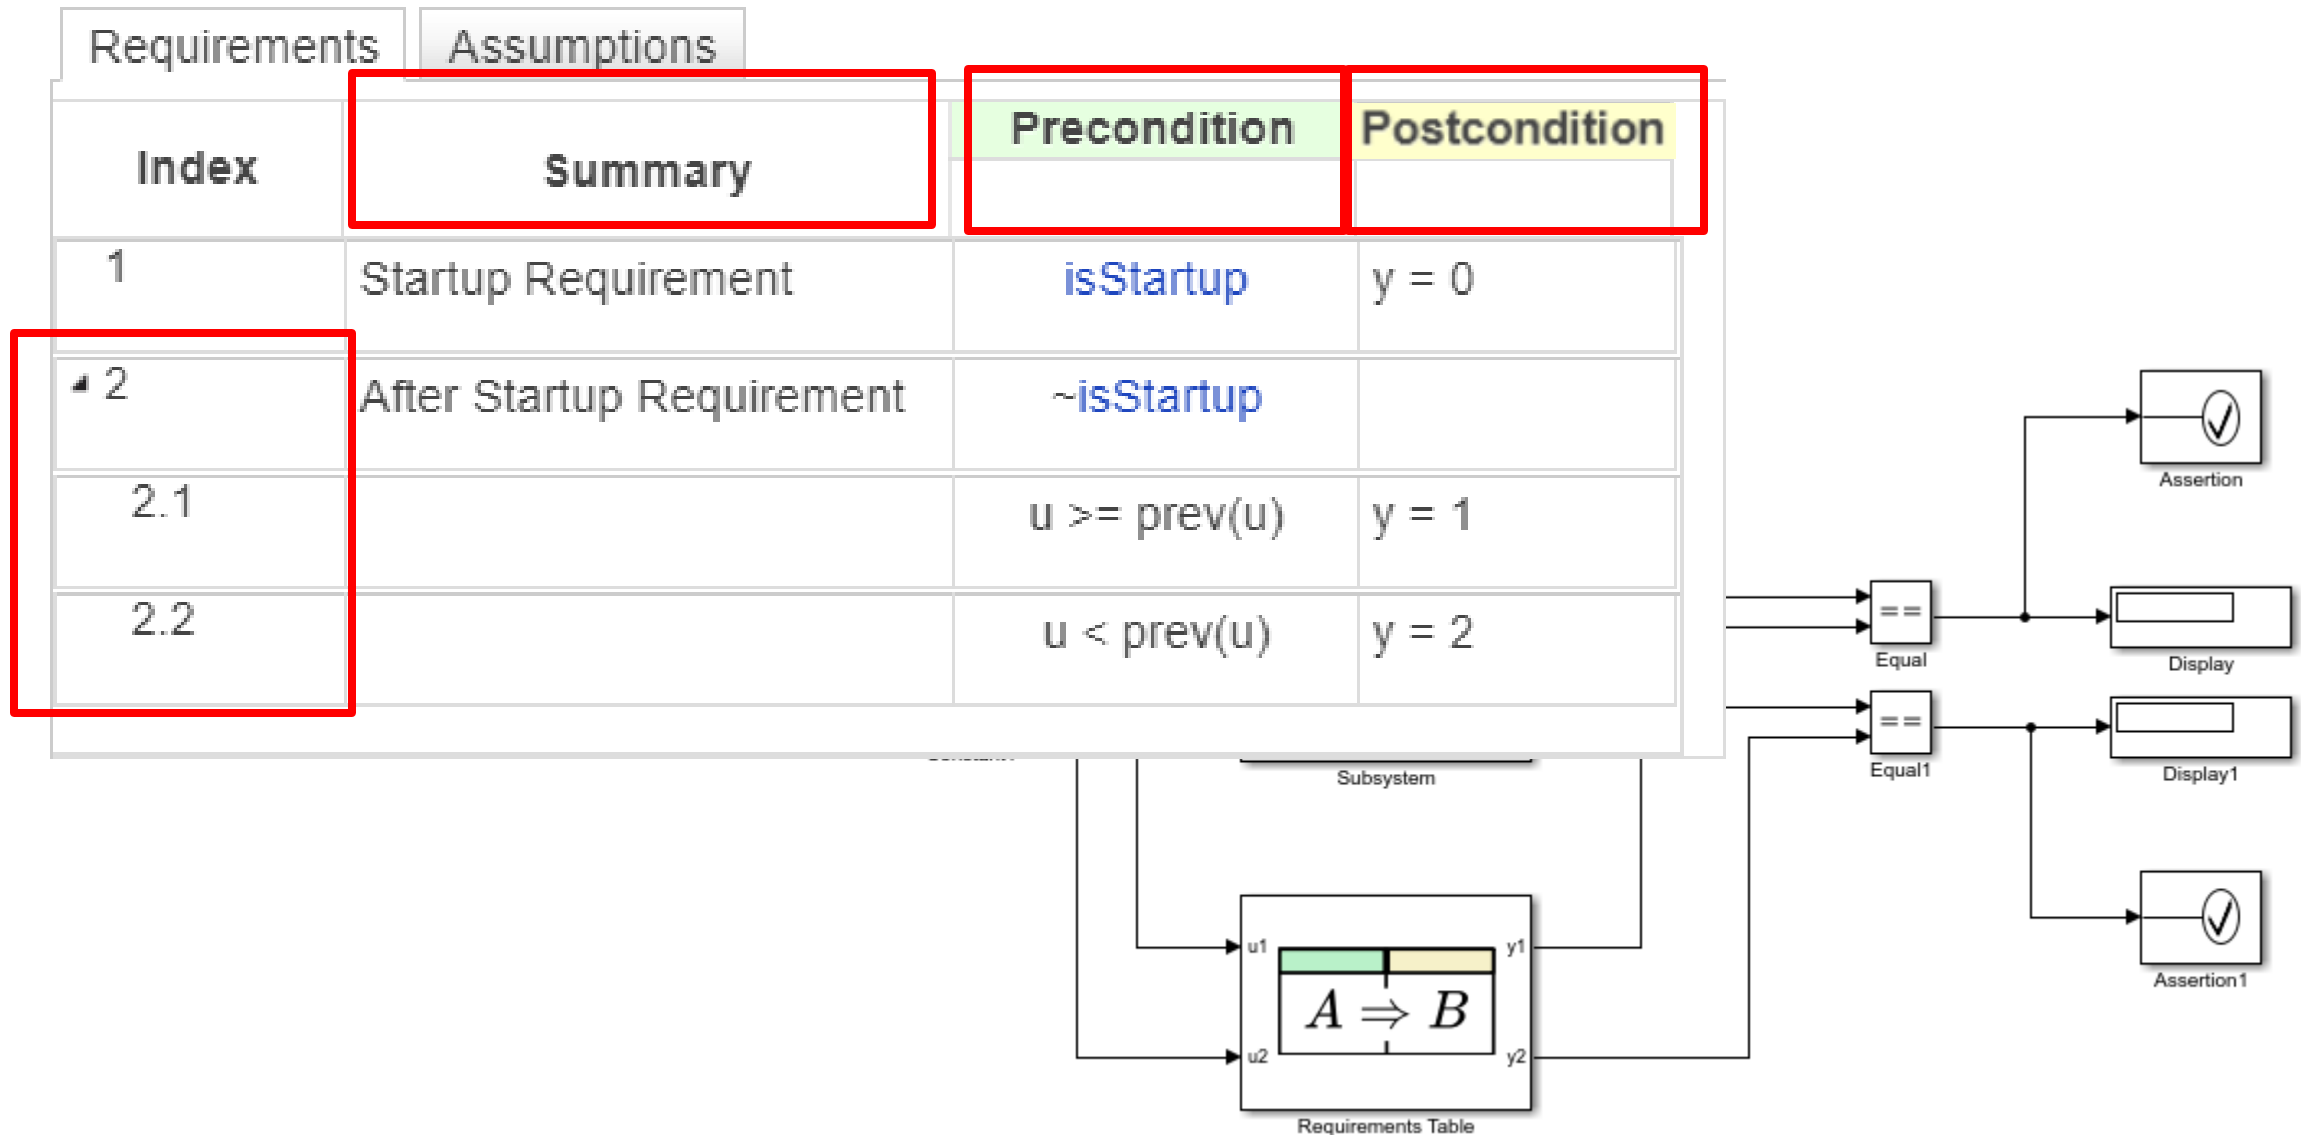 Requirements Assumptions
Index Summary Precondition Postcondition
1 Startup Requirement isStartup y = 0
2 After Startup Requirement ~isStartup
2.1 u >= prev(u) y = 1
2.2 u < prev(u) y = 2
Assertion
==
Equal
Display
==
Equal1
Display1
Subsystem
u1 y1
A ⇒ B
u2 y2
Requirements Table
Assertion1